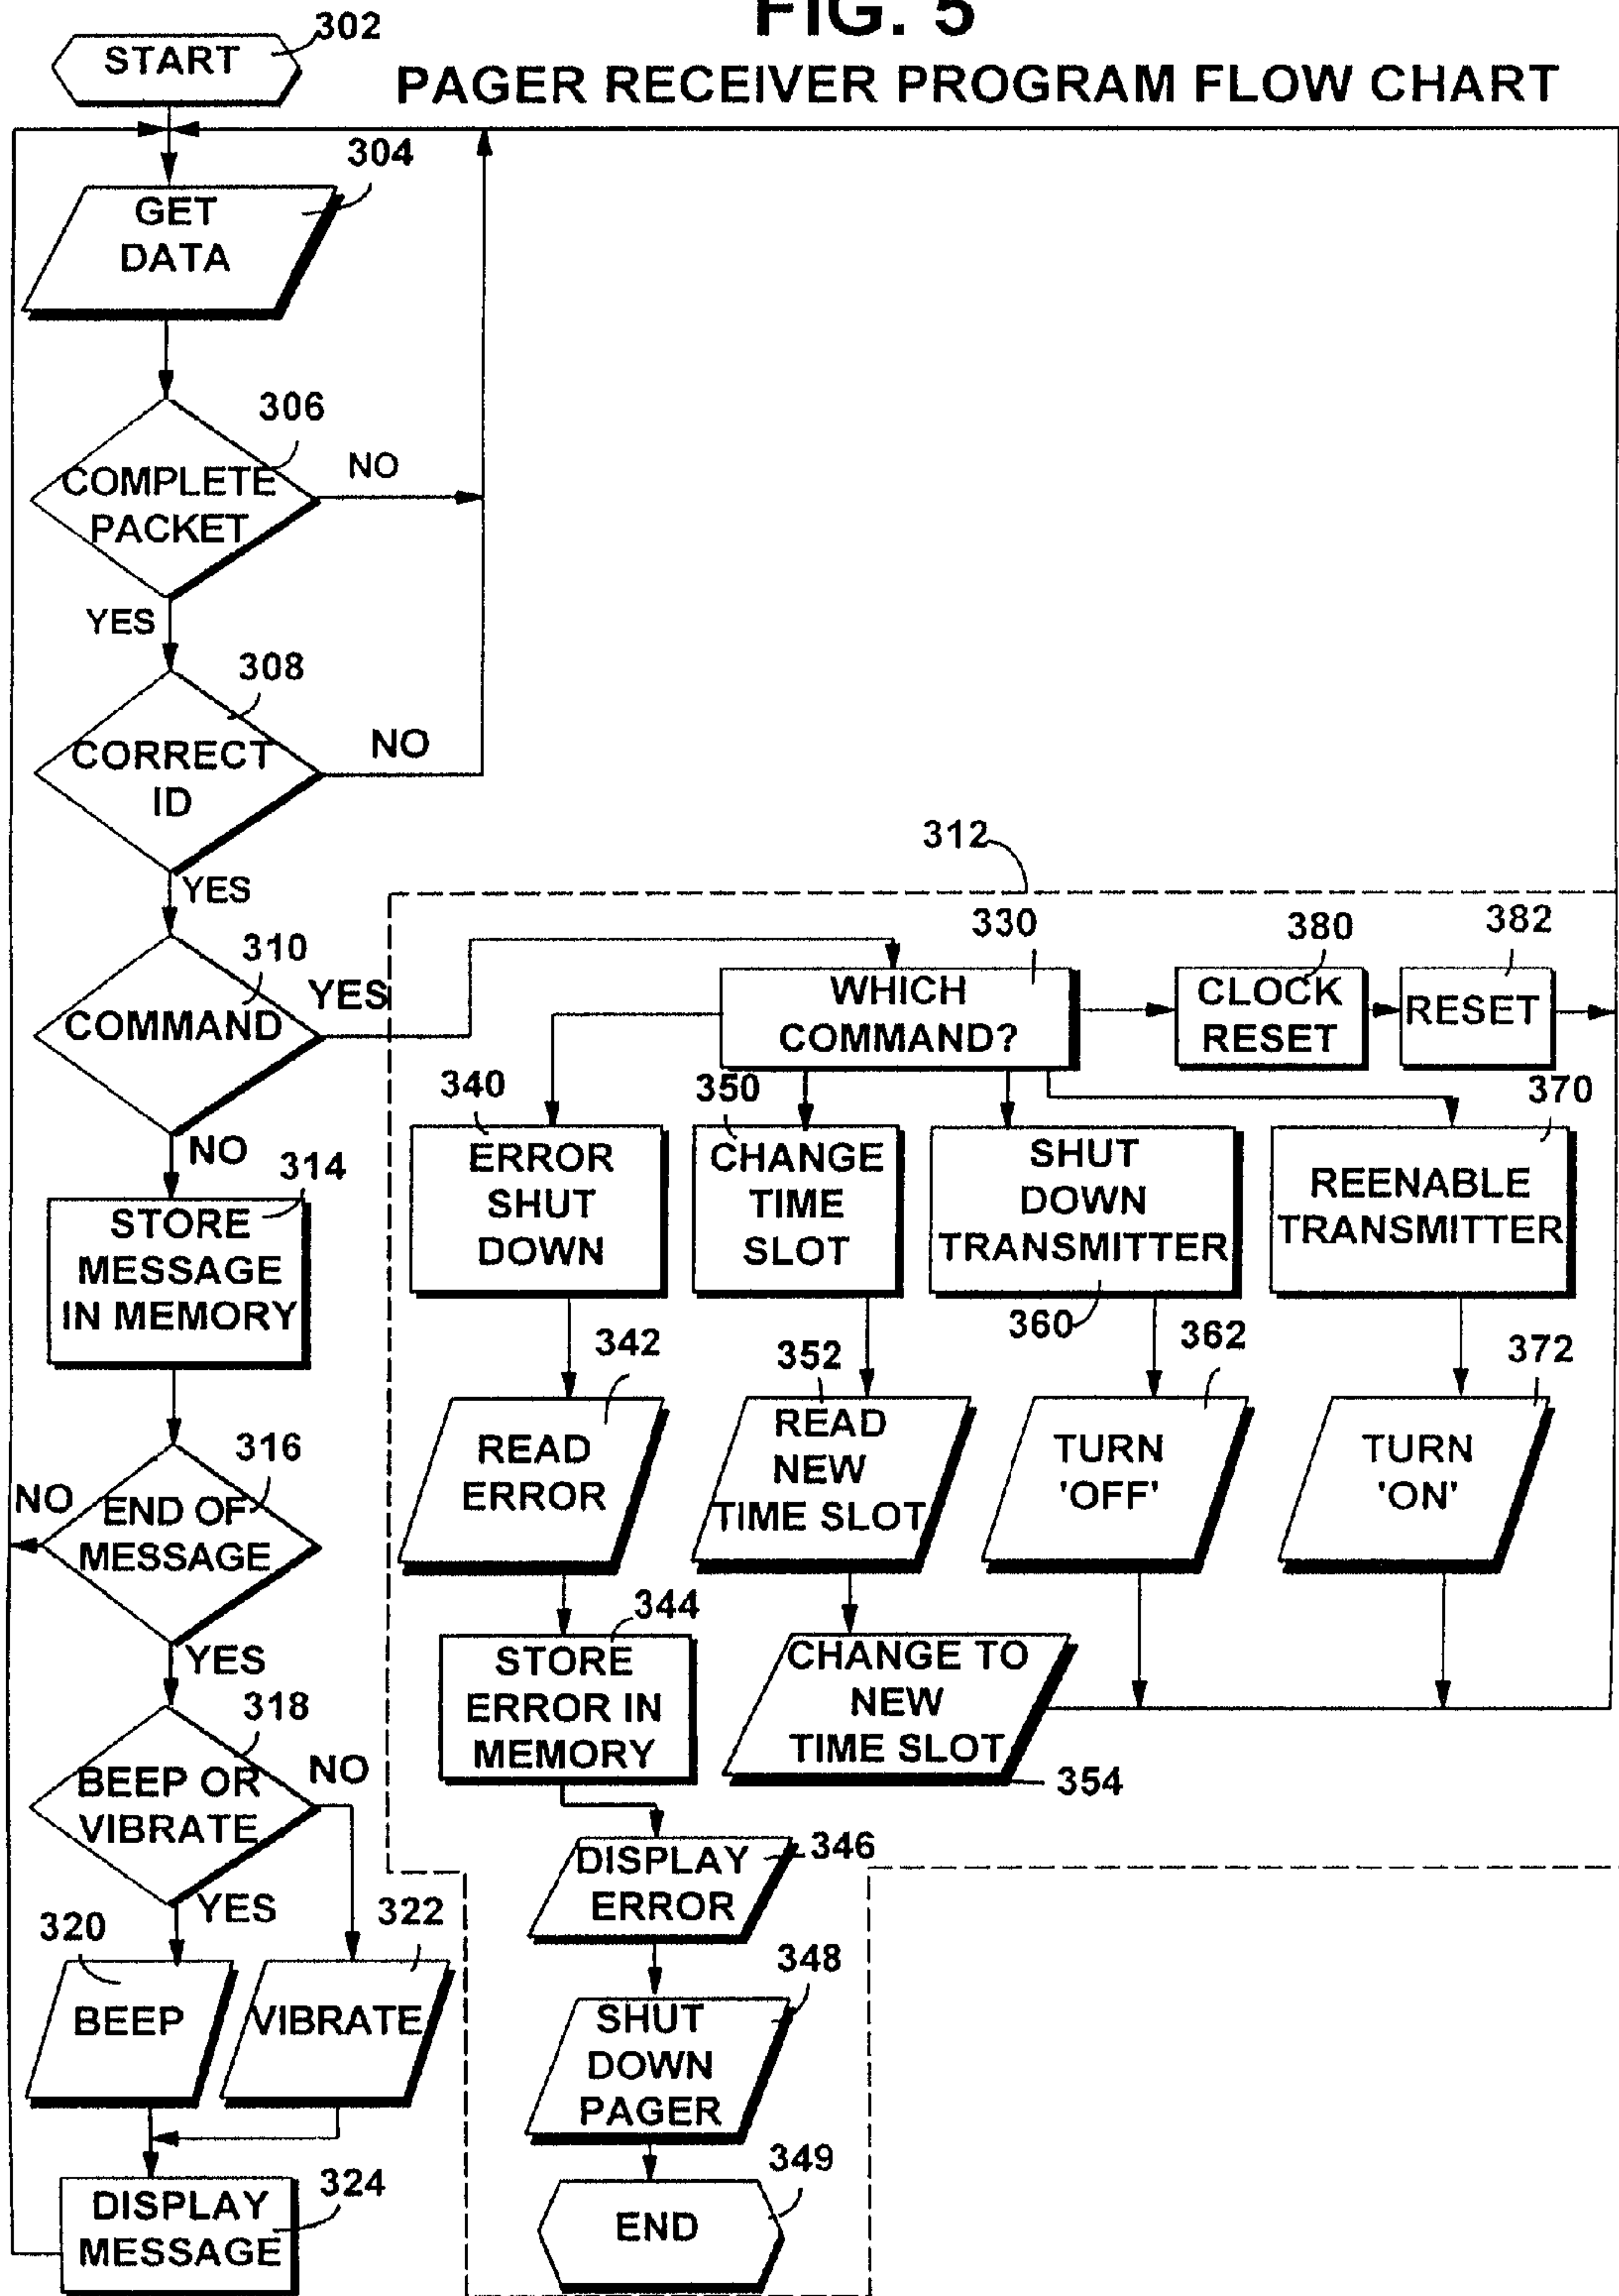 FIG. 5
PAGER RECEIVER PROGRAM FLOW CHART
302
START
304
GET
DATA
306
COMPLETE
PACKET
NO
YES
308
CORRECT
ID
NO
YES
310
COMMAND
YES
NO
312
330
WHICH
COMMAND?
380
CLOCK
RESET
382
RESET
340
ERROR
SHUT
DOWN
350
CHANGE
TIME
SLOT
SHUT
DOWN
TRANSMITTER
360
370
REENABLE
TRANSMITTER
314
STORE
MESSAGE
IN MEMORY
342
READ
ERROR
352
READ
NEW
TIME SLOT
362
TURN
'OFF'
372
TURN
'ON'
316
NO
END OF
MESSAGE
YES
344
STORE
ERROR IN
MEMORY
CHANGE TO
NEW
TIME SLOT
354
318
BEEP OR
VIBRATE
NO
YES
346
DISPLAY
ERROR
320
BEEP
322
VIBRATE
348
SHUT
DOWN
PAGER
324
DISPLAY
MESSAGE
349
END